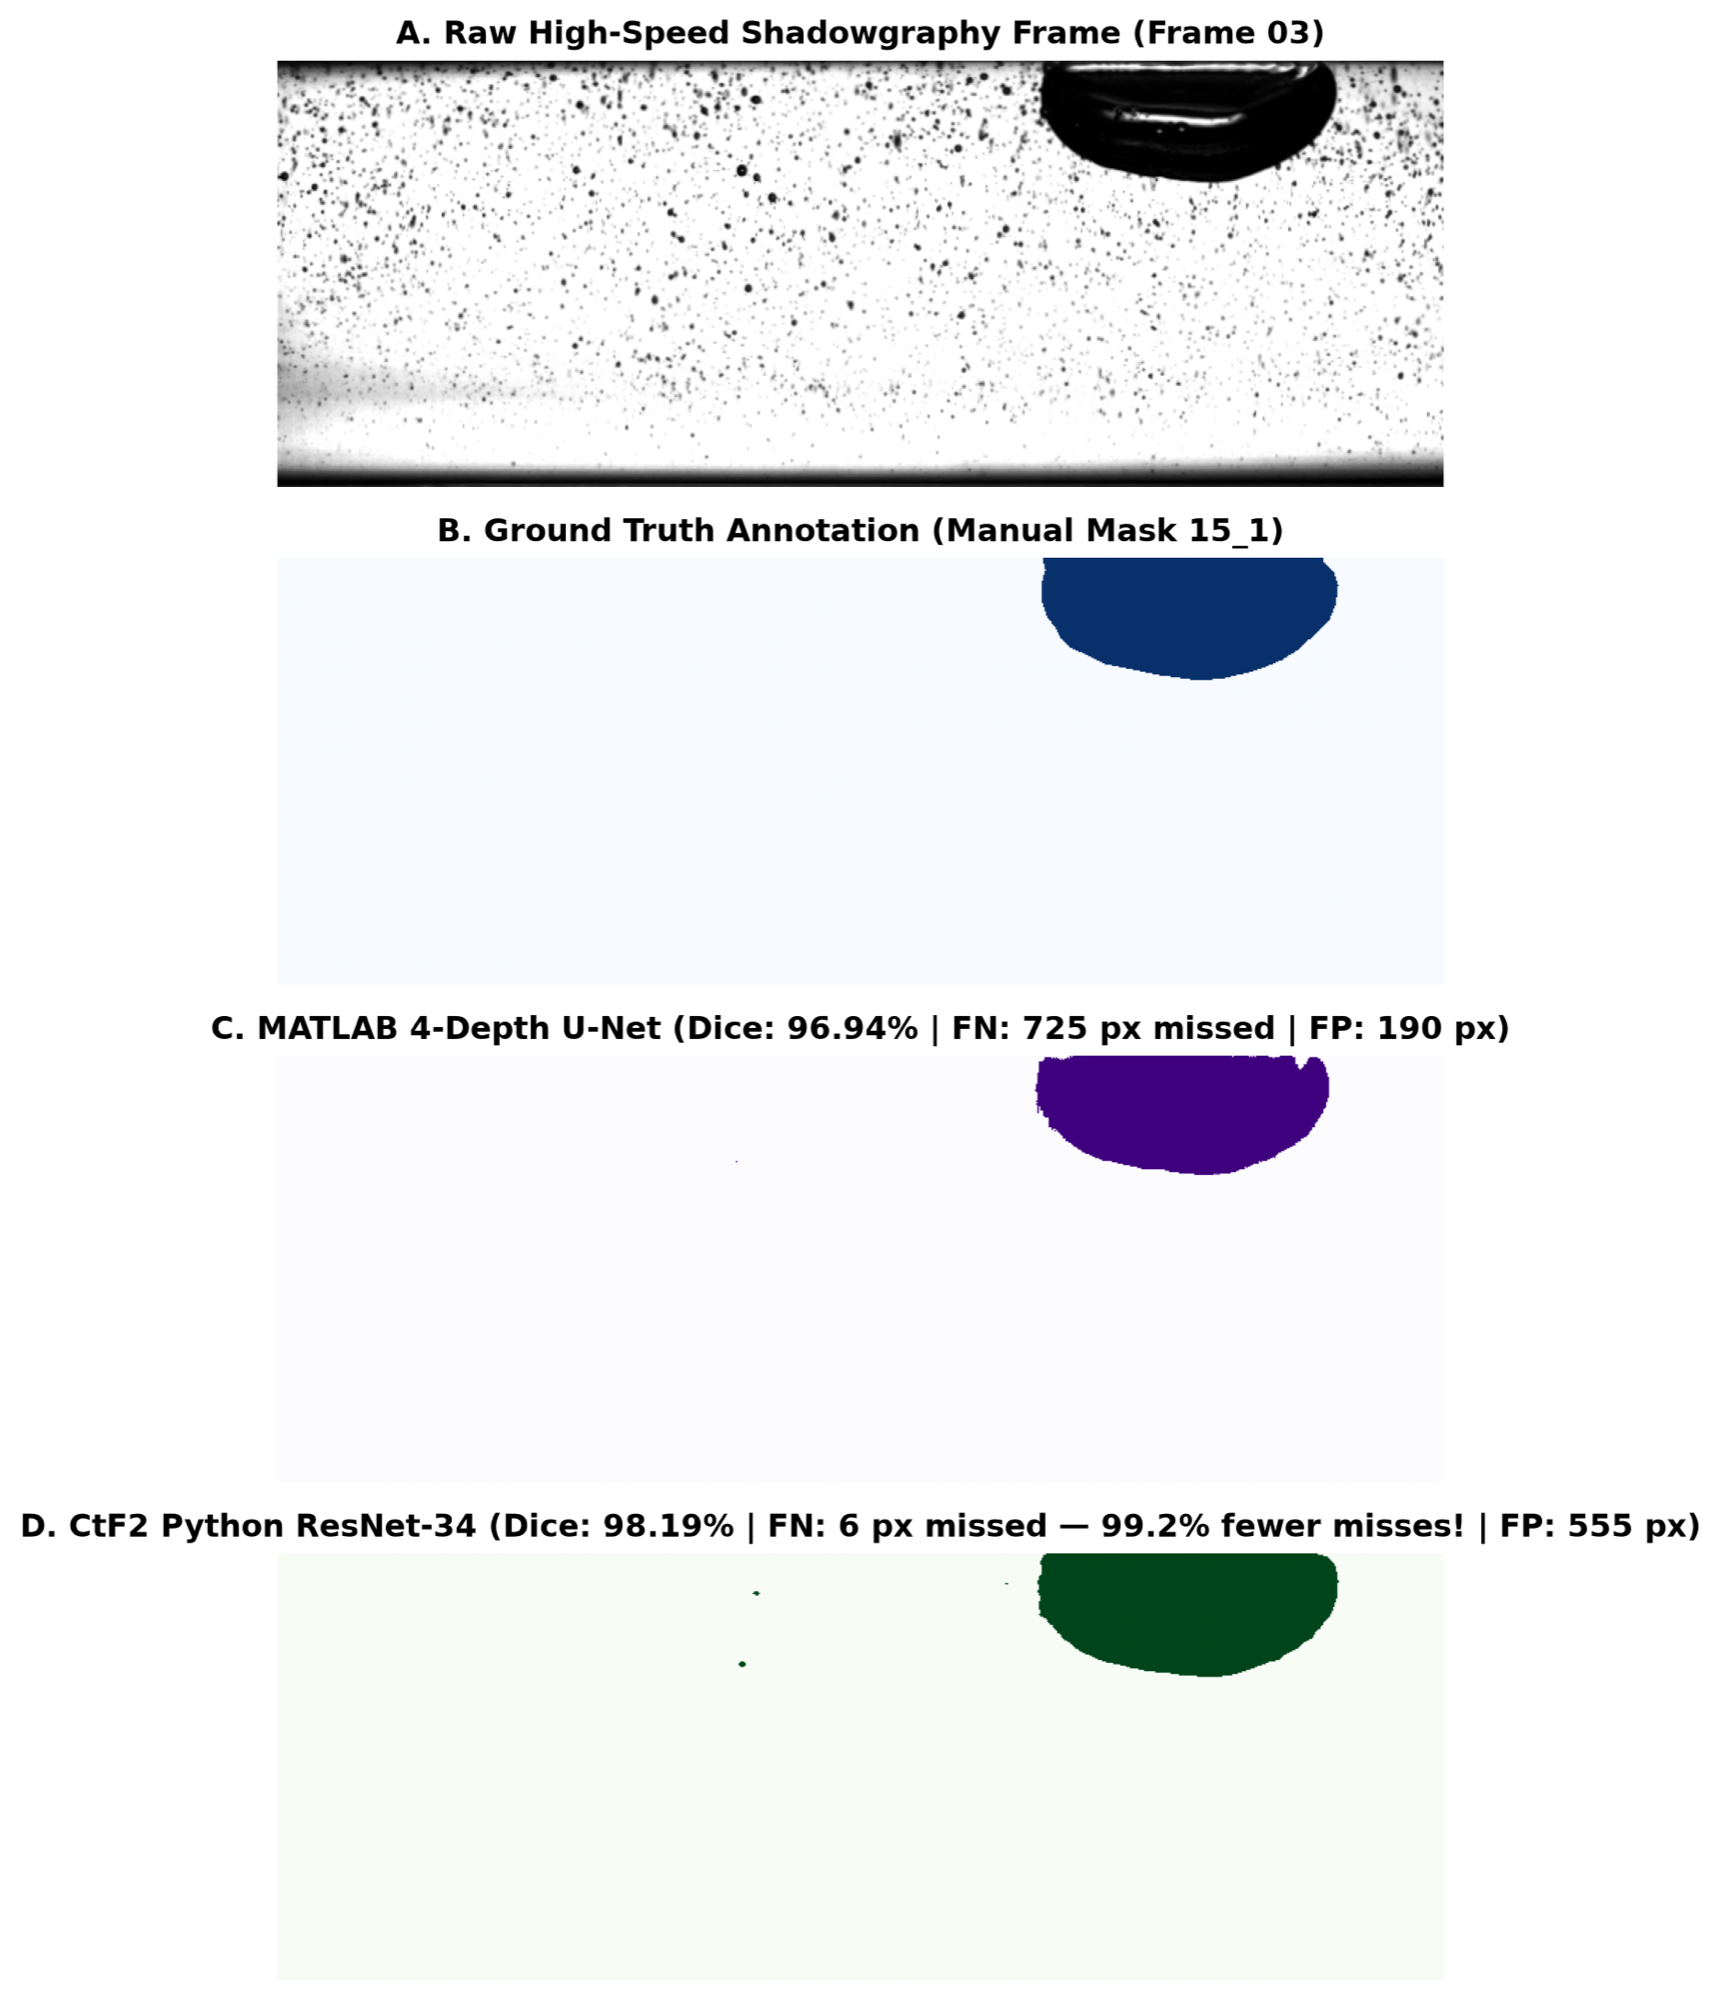 A. Raw High-Speed Shadowgraphy Frame (Frame 03)
B. Ground Truth Annotation (Manual Mask 15_1)
C. MATLAB 4-Depth U-Net (Dice: 96.94% | FN: 725 px missed | FP: 190 px)
D. CtF2 Python ResNet-34 (Dice: 98.19% | FN: 6 px missed — 99.2% fewer misses! | FP: 555 px)